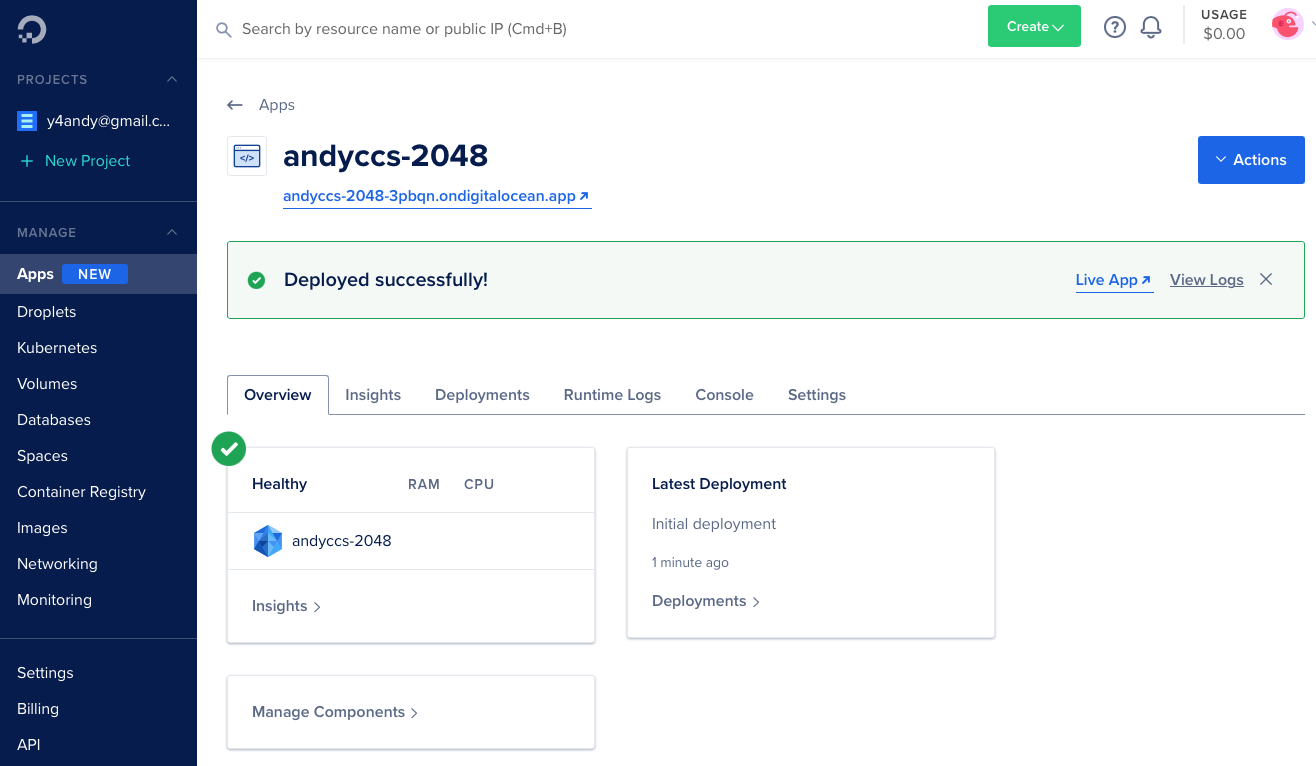 Search by resource name or public IP (Cmd+B)
Create
?
USAGE
$0.00
PROJECTS
y4andy@gmail.c...
+ New Project
MANAGE
Apps NEW
Droplets
Kubernetes
Volumes
Databases
Spaces
Container Registry
Images
Networking
Monitoring
Settings
Billing
API
← Apps
</>
andyccs-2048
andyccs-2048-3pbqn.ondigitalocean.app
Actions
Deployed successfully!
Live App
View Logs
Overview Insights Deployments Runtime Logs Console Settings
Healthy RAM CPU
andyccs-2048
Insights >
Latest Deployment
Initial deployment
1 minute ago
Deployments >
Manage Components >